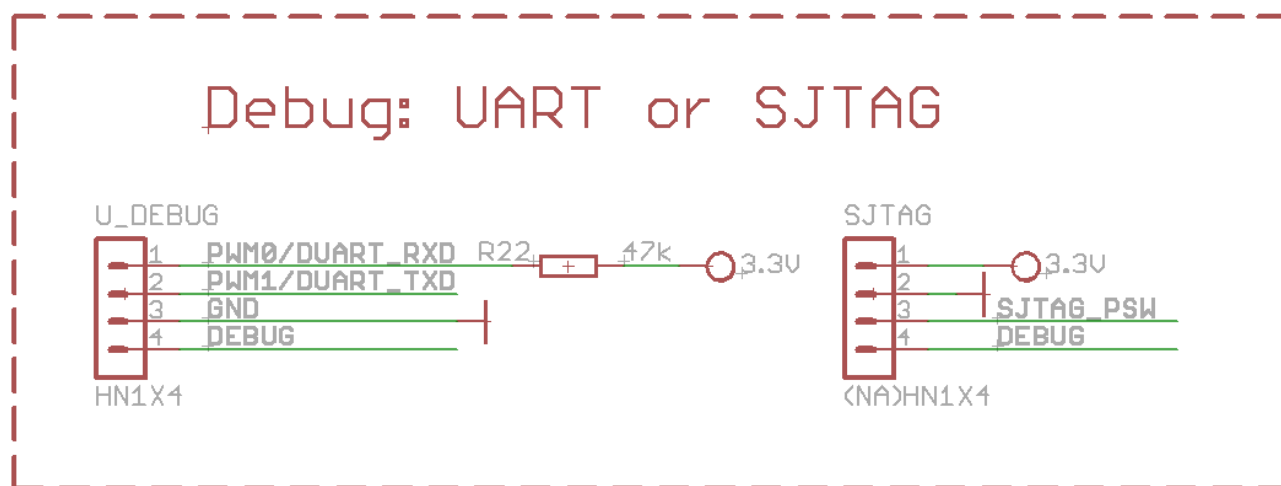 Debug: UART or SJTAG
U_DEBUG
1 PWM0/DUART_RXD R22 47k 3.3V
2 PWM1/DUART_TXD
3 GND
4 DEBUG
HN1X4
SJTAG
1 3.3V
2
3 SJTAG_PSW
4 DEBUG
(NA)HN1X4